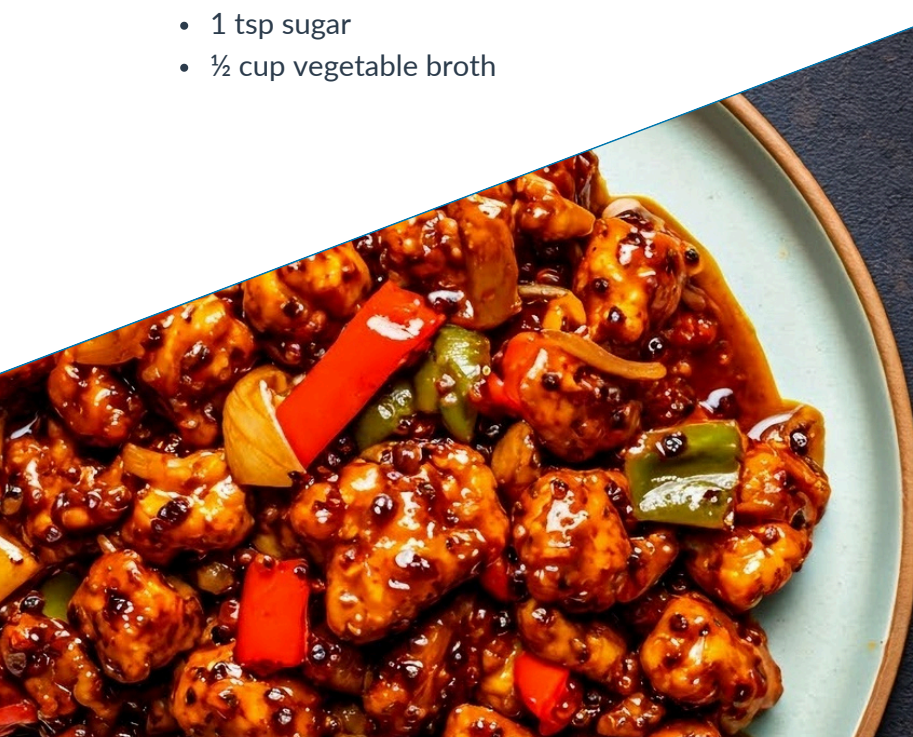 • 1 tsp sugar
• ½ cup vegetable broth